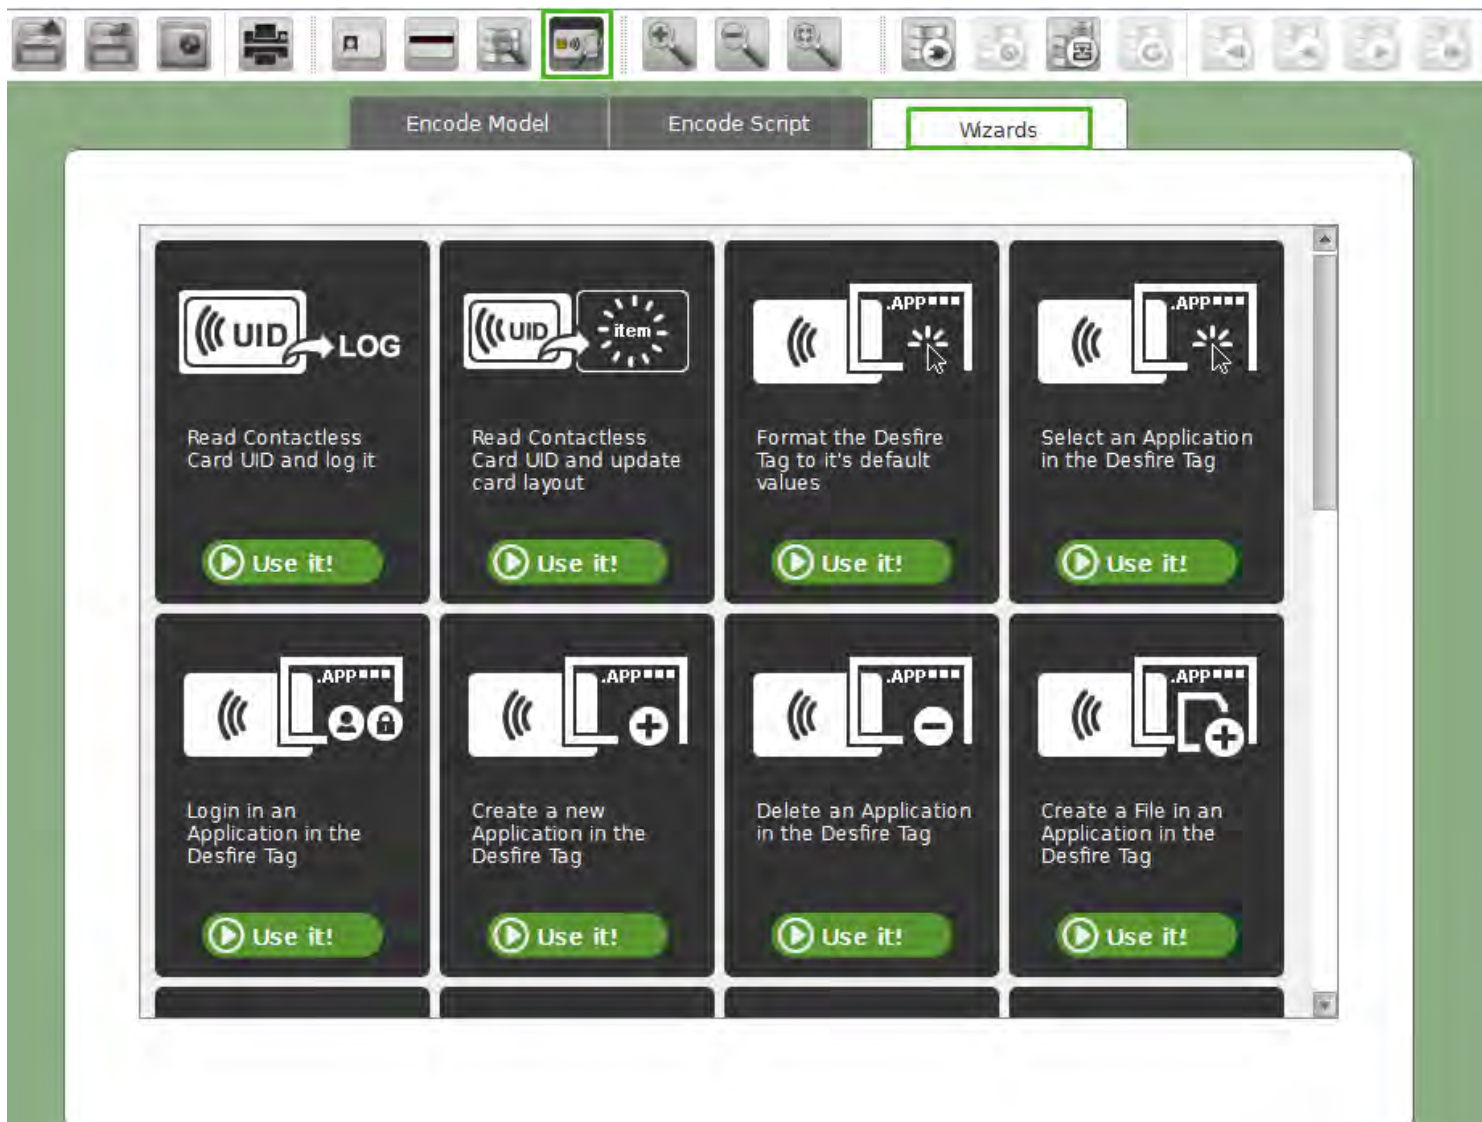 Encode Model
Encode Script
Wizards
UID
LOG
UID
item
.APP
.APP
Read Contactless
Card UID and log it
Read Contactless
Card UID and update
card layout
Format the Desfire
Tag to it's default
values
Select an Application
in the Desfire Tag
Use it!
Use it!
Use it!
Use it!
.APP
.APP
.APP
.APP
Login in an
Application in the
Desfire Tag
Create a new
Application in the
Desfire Tag
Delete an Application
in the Desfire Tag
Create a File in an
Application in the
Desfire Tag
Use it!
Use it!
Use it!
Use it!